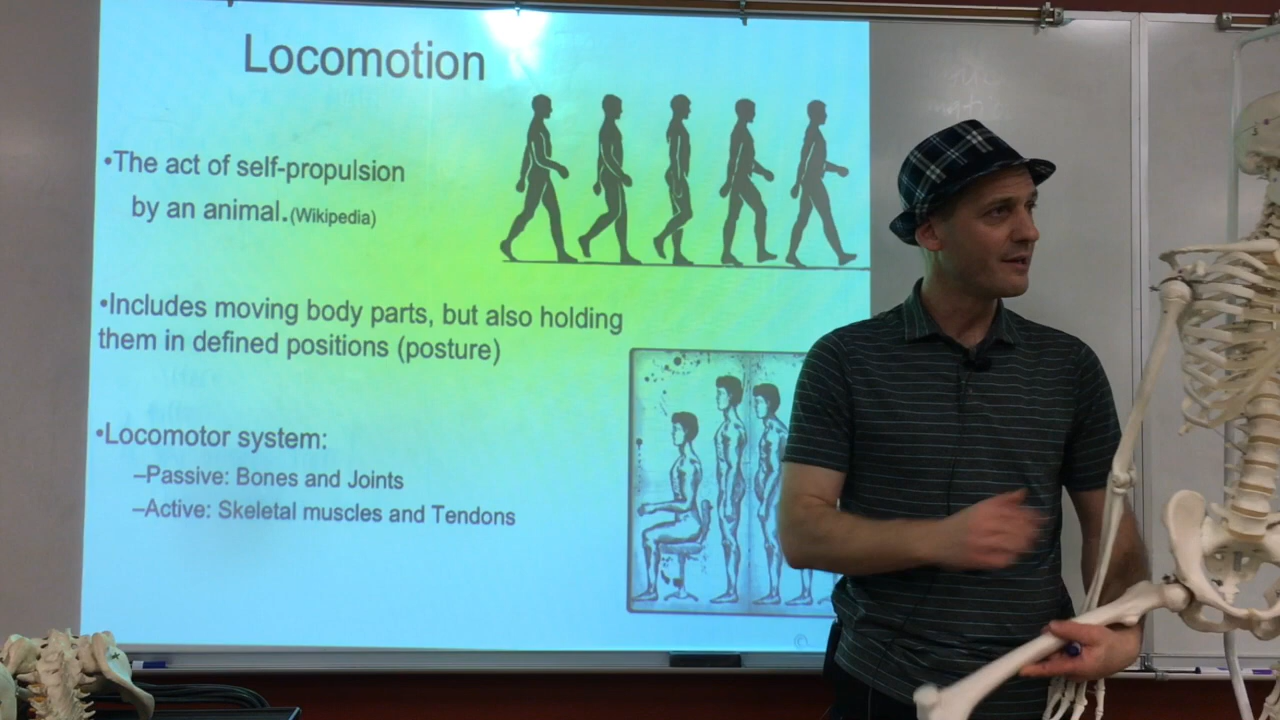 Locomotion
•The act of self-propulsion
by an animal.(Wikipedia)
•Includes moving body parts, but also holding
them in defined positions (posture)
•Locomotor system:
–Passive: Bones and Joints
–Active: Skeletal muscles and Tendons